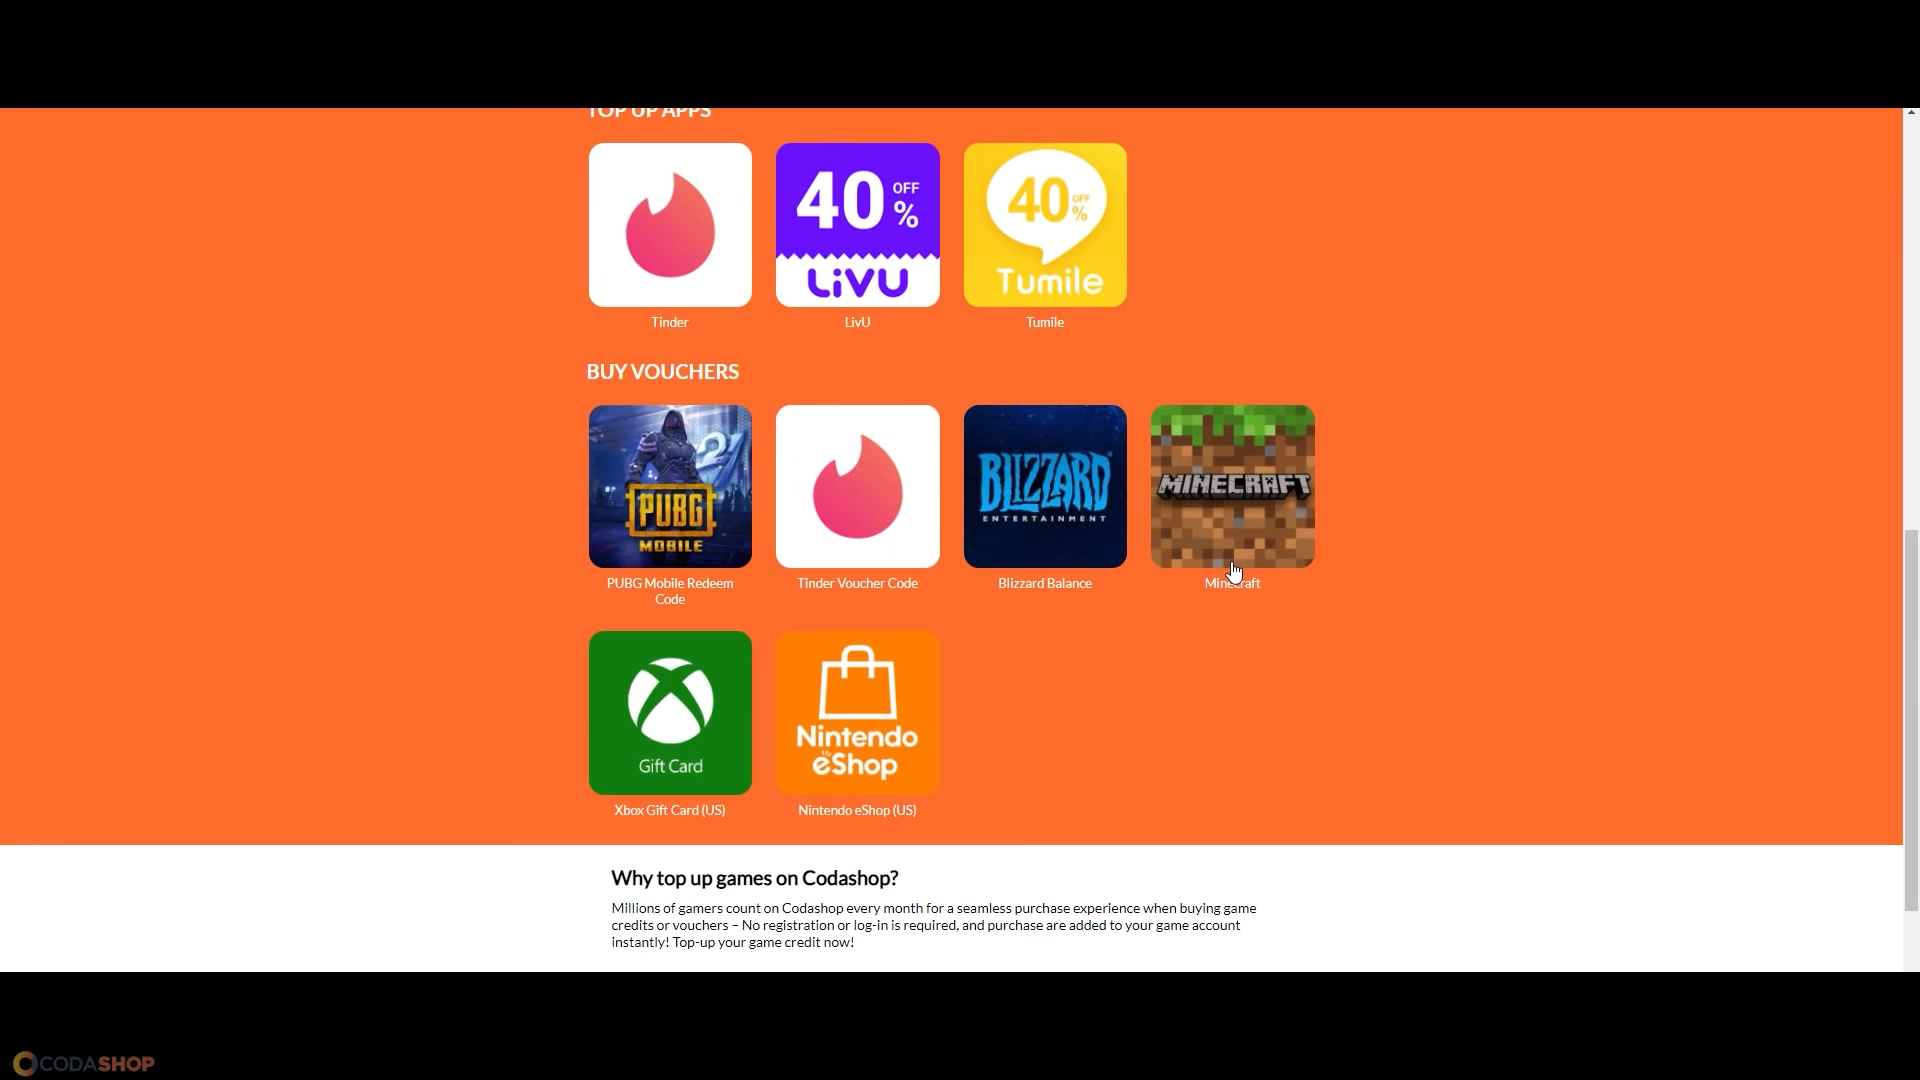 TOP UP APPS
40 OFF %
LivU
40 OFF %
Tumile
Tinder
LivU
Tumile
BUY VOUCHERS
PUBG
MOBILE
BLIZZARD
ENTERTAINMENT
MINECRAFT
PUBG Mobile Redeem
Code
Tinder Voucher Code
Blizzard Balance
Minecraft
Gift Card
Nintendo
eShop
Xbox Gift Card (US)
Nintendo eShop (US)
Why top up games on Codashop?
Millions of gamers count on Codashop every month for a seamless purchase experience when buying game
credits or vouchers – No registration or log-in is required, and purchase are added to your game account
instantly! Top-up your game credit now!
CODASHOP